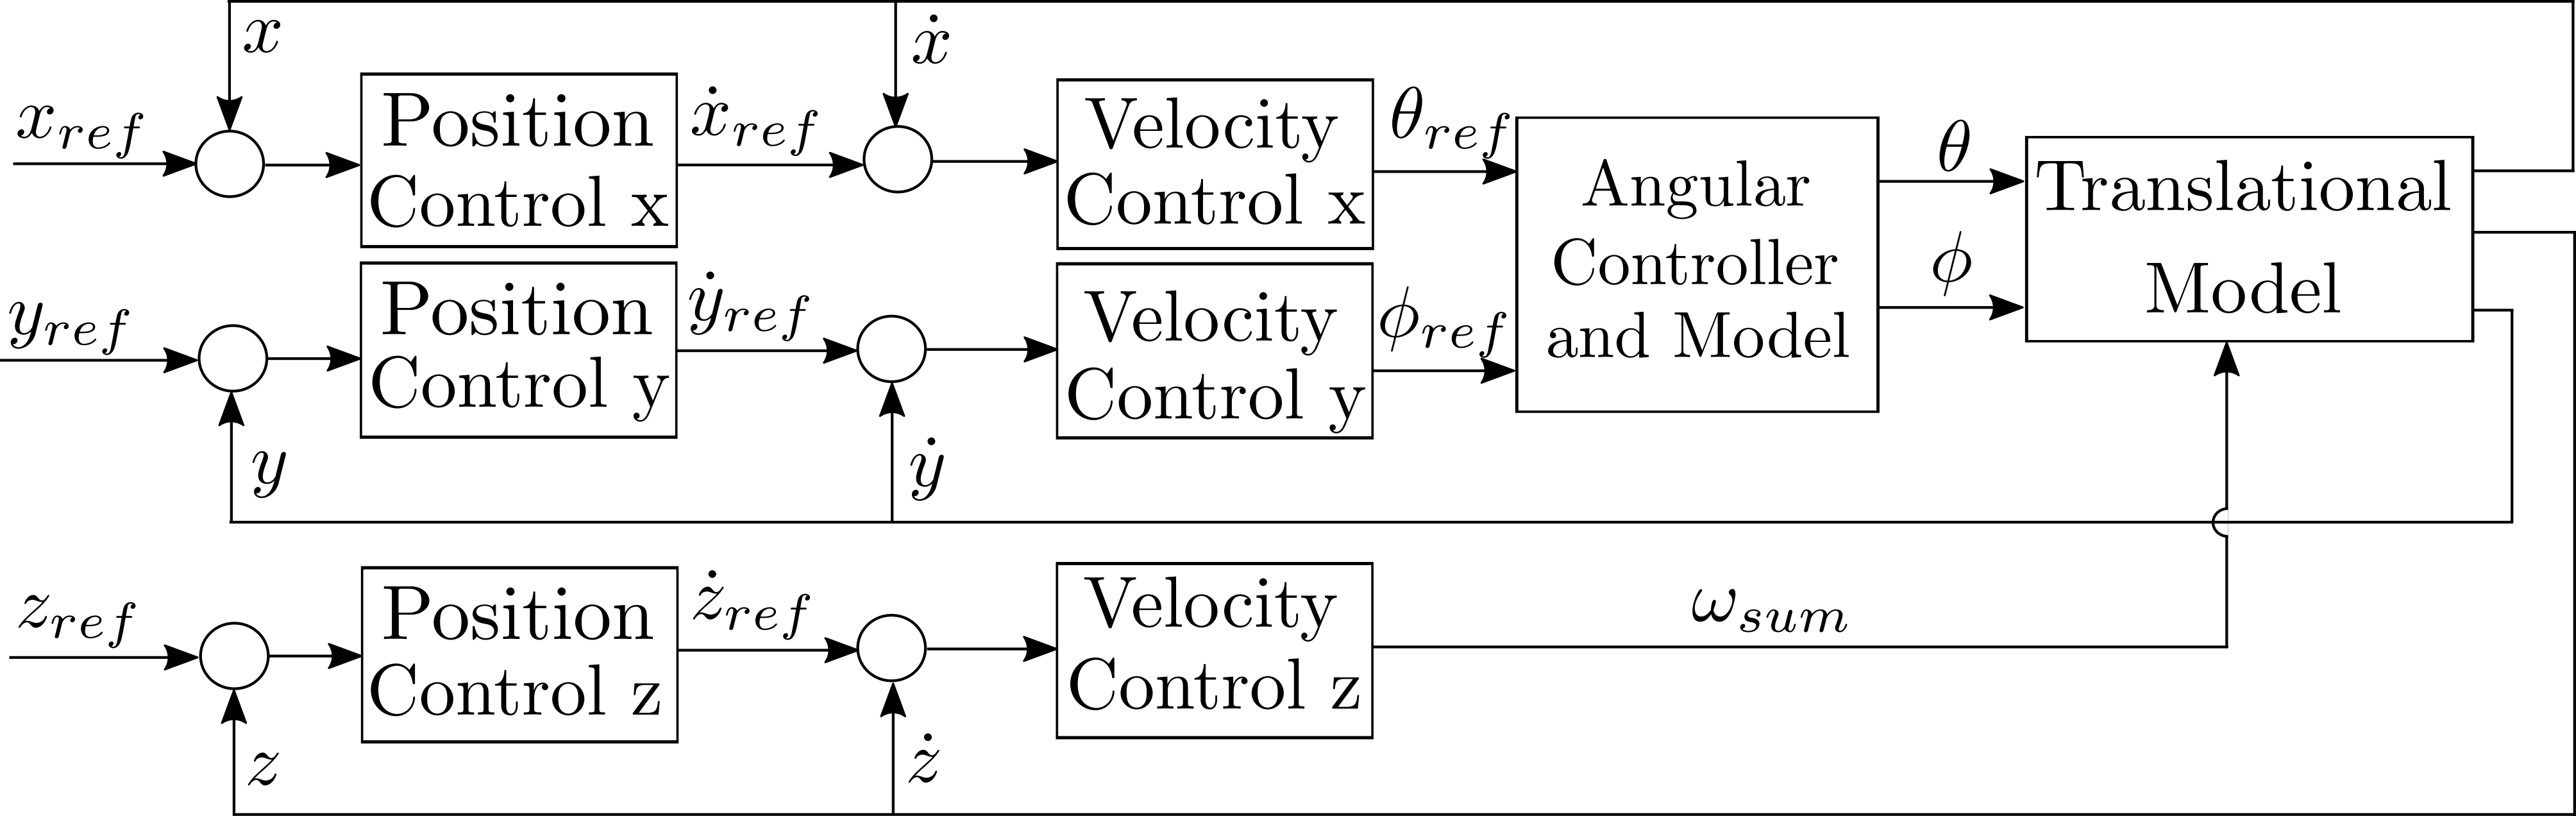 x
ẋ
x_ref
Position
Control x
ẋ_ref
Velocity
Control x
θ_ref
Angular
Controller
and Model
θ
ϕ
Translational
Model
y_ref
Position
Control y
ẏ_ref
Velocity
Control y
ϕ_ref
y
ẏ
z_ref
Position
Control z
ż_ref
Velocity
Control z
ω_sum
z
ż